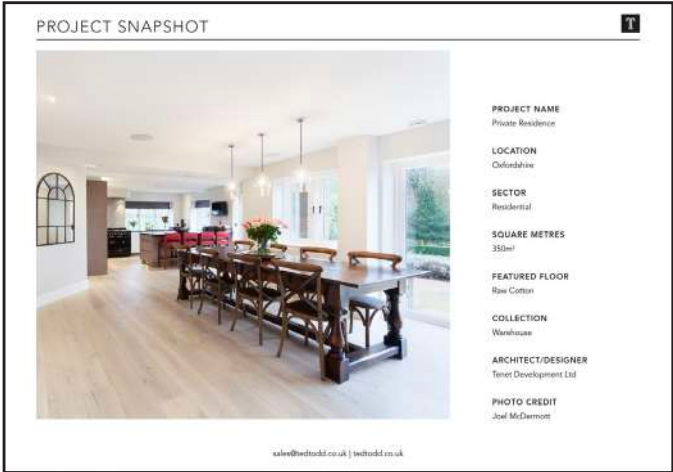 PROJECT SNAPSHOT
T
PROJECT NAME
Private Residence
LOCATION
Oxfordshire
SECTOR
Residential
SQUARE METRES
350m²
FEATURED FLOOR
Raw Cotton
COLLECTION
Warehouse
ARCHITECT/DESIGNER
Tenet Development Ltd
PHOTO CREDIT
Joel McDermott
sales@tedtodd.co.uk | tedtodd.co.uk